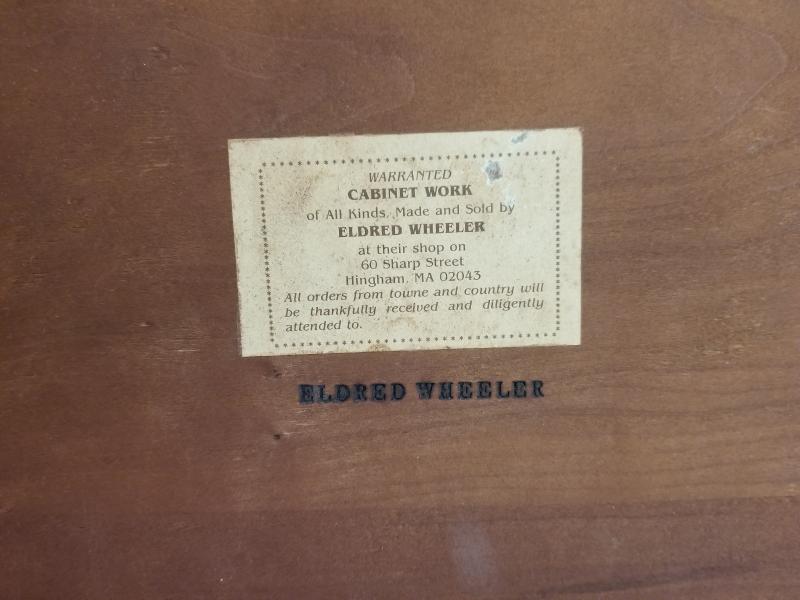 WARRANTED
CABINET WORK
of All Kinds, Made and Sold by
ELDRED WHEELER
at their shop on
60 Sharp Street
Hingham, MA 02043
All orders from towne and country will
be thankfully received and diligently
attended to.
ELDRED WHEELER